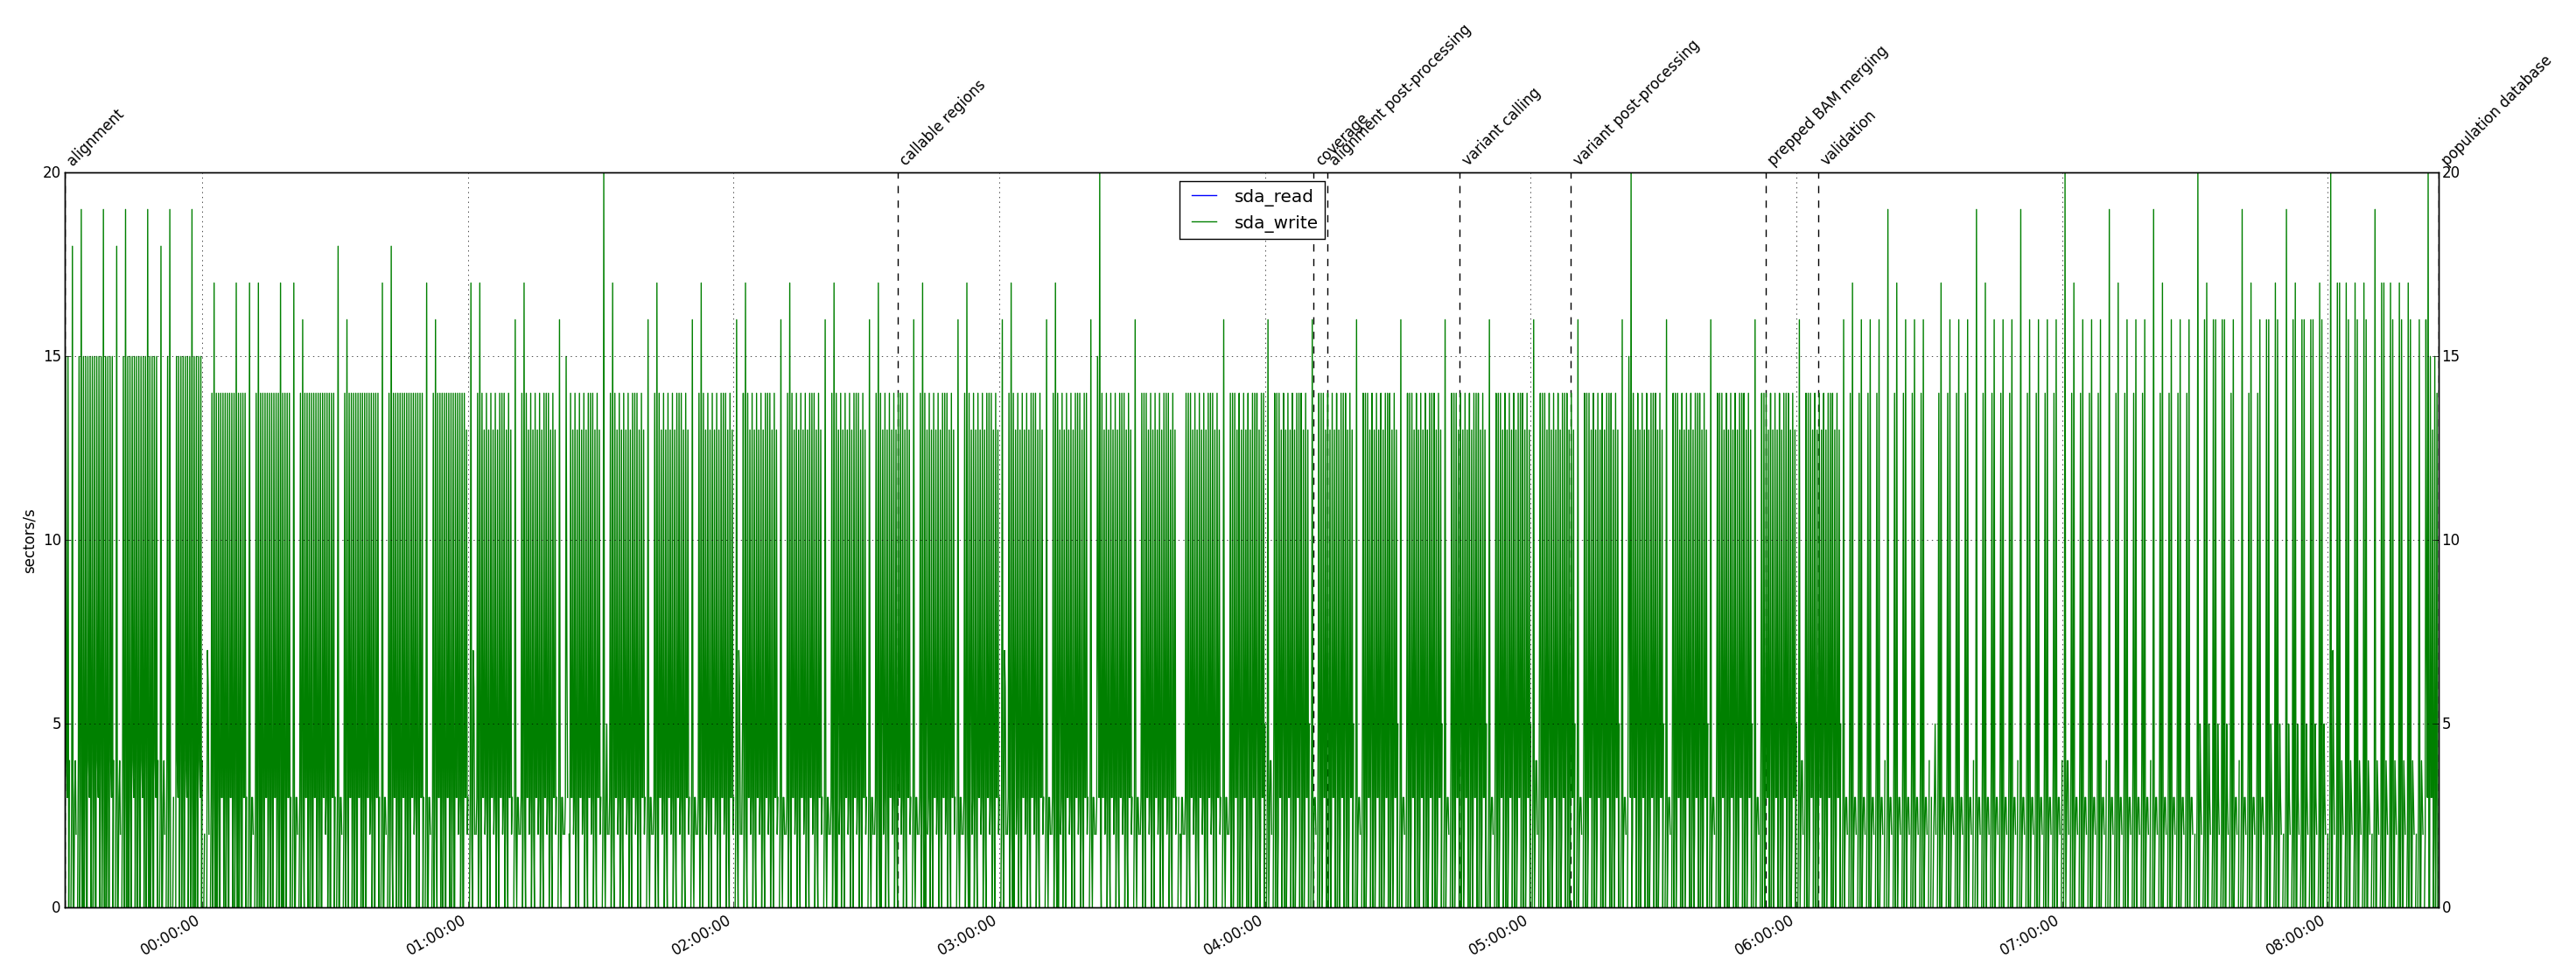 alignment
callable regions
coverage
alignment post-processing
variant calling
variant post-processing
prepped BAM merging
validation
population database
sda_read
sda_write
sectors/s
20
15
10
5
0
20
15
10
5
0
00:00:00
01:00:00
02:00:00
03:00:00
04:00:00
05:00:00
06:00:00
07:00:00
08:00:00